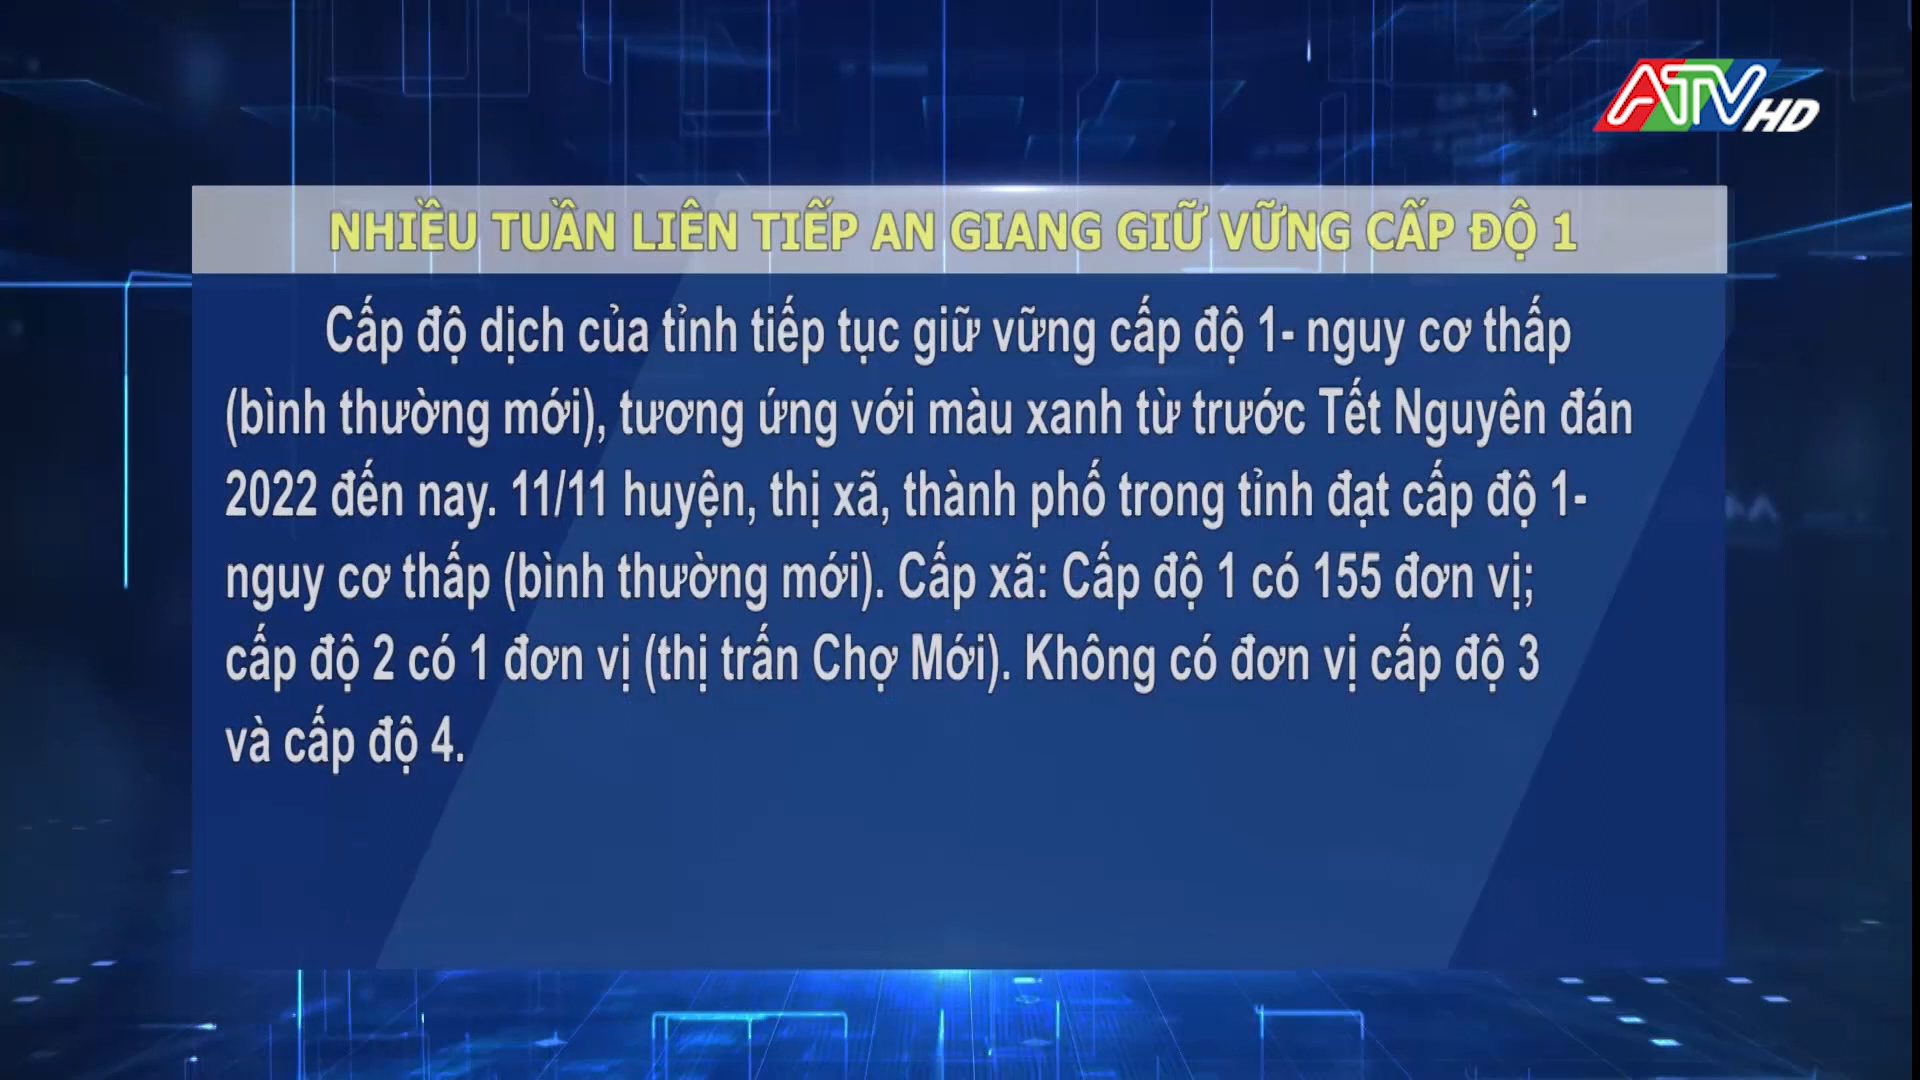 ATV HD
NHIỀU TUẦN LIÊN TIẾP AN GIANG GIỮ VỮNG CẤP ĐỘ 1
Cấp độ dịch của tỉnh tiếp tục giữ vững cấp độ 1- nguy cơ thấp
(bình thường mới), tương ứng với màu xanh từ trước Tết Nguyên đán
2022 đến nay. 11/11 huyện, thị xã, thành phố trong tỉnh đạt cấp độ 1-
nguy cơ thấp (bình thường mới). Cấp xã: Cấp độ 1 có 155 đơn vị;
cấp độ 2 có 1 đơn vị (thị trấn Chợ Mới). Không có đơn vị cấp độ 3
và cấp độ 4.